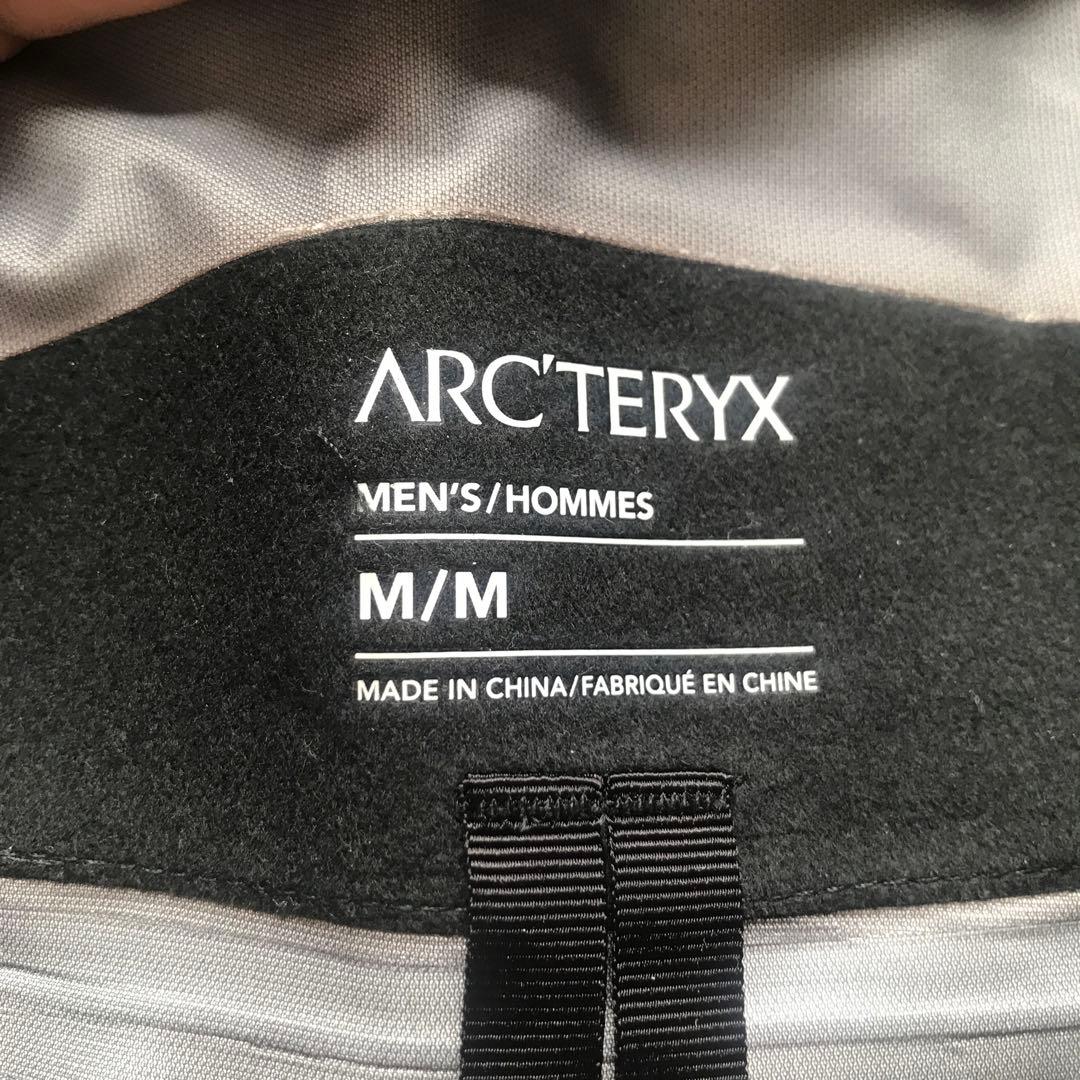 ARC'TERYX
MEN'S/HOMMES
M/M
MADE IN CHINA/FABRIQUÉ EN CHINE